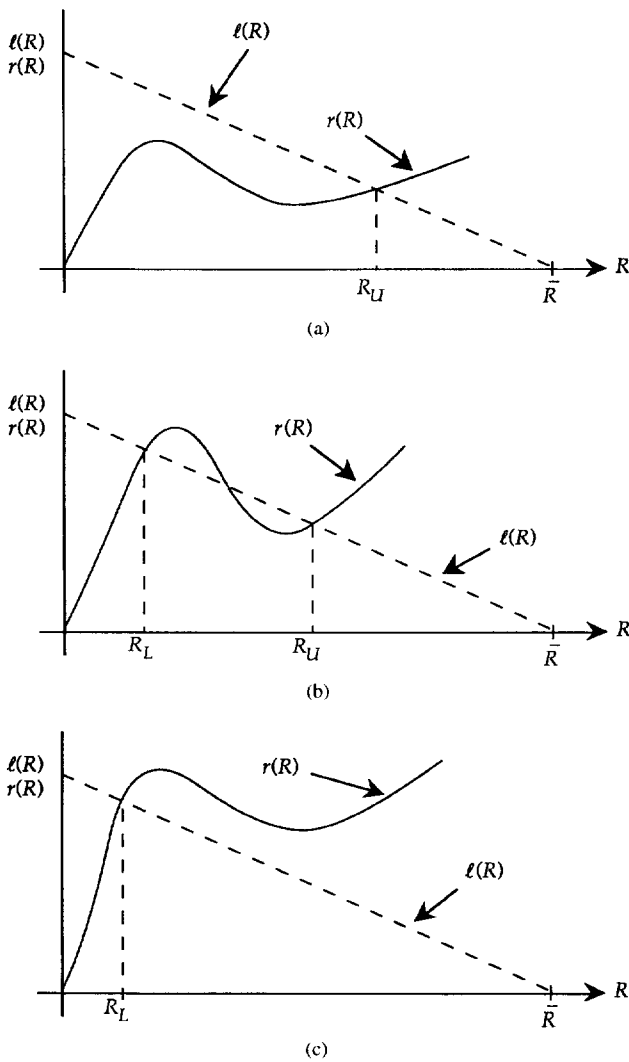 ℓ(R)
r(R)
ℓ(R)
r(R)
R
R_U
R̄
(a)
ℓ(R)
r(R)
r(R)
ℓ(R)
R
R_L
R_U
R̄
(b)
ℓ(R)
r(R)
r(R)
ℓ(R)
R
R_L
R̄
(c)